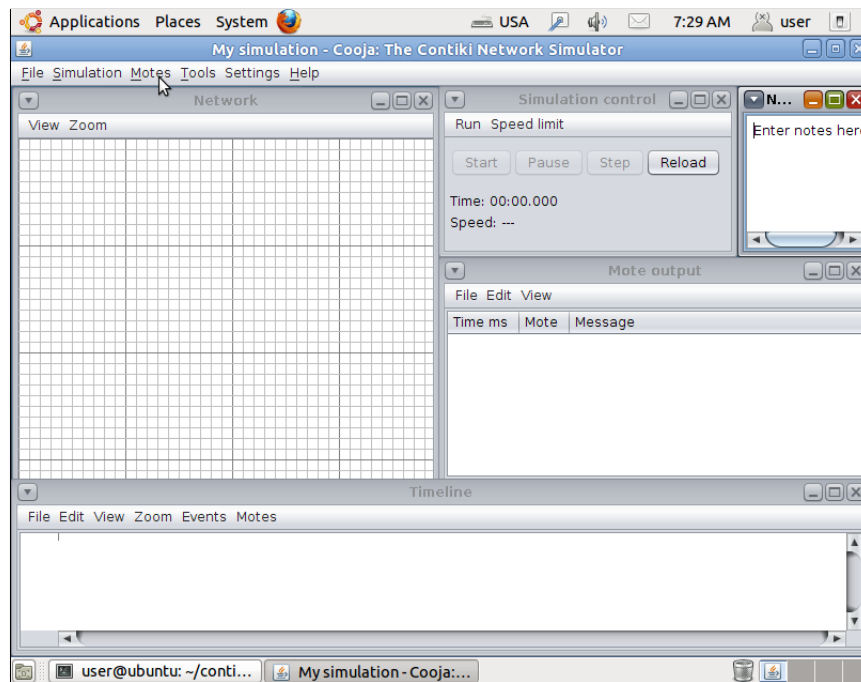 Applications Places System USA 7:29 AM user
My simulation - Cooja: The Contiki Network Simulator
File Simulation Motes Tools Settings Help
Network
View Zoom
Simulation control
Run Speed limit
Start Pause Step Reload
Time: 00:00.000
Speed: ---
N...
Enter notes here
Mote output
File Edit View
Time ms Mote Message
Timeline
File Edit View Zoom Events Motes
user@ubuntu: ~/conti... My simulation - Cooja:...